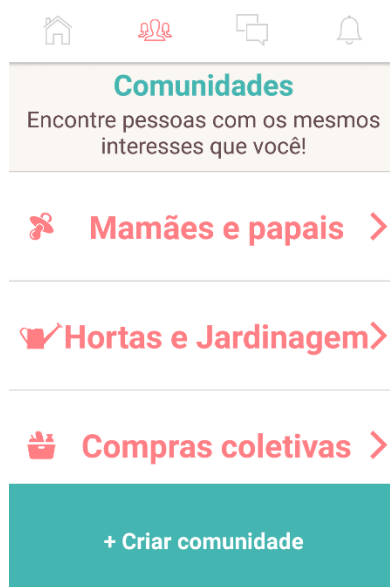 Comunidades
Encontre pessoas com os mesmos
interesses que você!
Mamães e papais
Hortas e Jardinagem
Compras coletivas
+ Criar comunidade